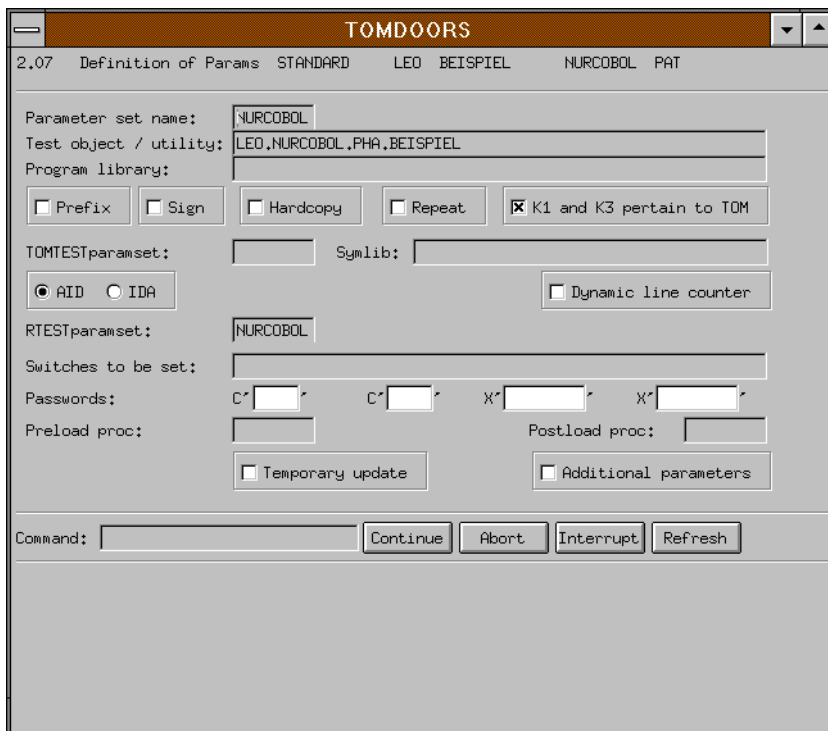 TOMDOORS
2.07 Definition of Params STANDARD LEO BEISPIEL NURCOBOL PAT
Parameter set name: NURCOBOL
Test object / utility: LEO.NURCOBOL.PHA.BEISPIEL
Program library:
Prefix Sign Hardcopy Repeat K1 and K3 pertain to TOM
TOMTESTparamset: Symlib:
AID IDA Dynamic line counter
RTESTparamset: NURCOBOL
Switches to be set:
Passwords: C' ' C' ' X' ' X' '
Preload proc: Postload proc:
Temporary update Additional parameters
Command: Continue Abort Interrupt Refresh